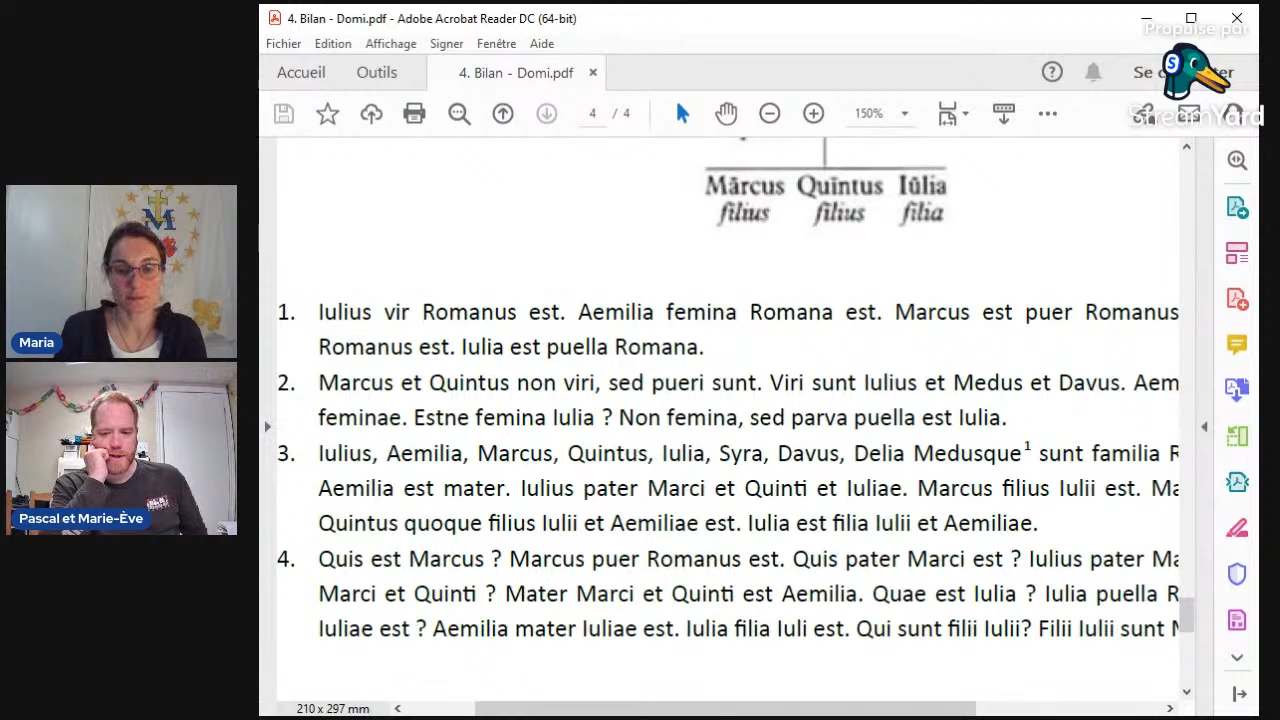 4. Bilan - Domi.pdf - Adobe Acrobat Reader DC (64-bit)
Propulsé par
Fichier Edition Affichage Signer Fenêtre Aide
Accueil Outils 4. Bilan - Domi.pdf × Se
StreamYard
4 / 4 150%
Mārcus Quīntus Iūlia
fīlius fīlius fīlia
1. Iulius vir Romanus est. Aemilia femina Romana est. Marcus est puer Romanus
Romanus est. Iulia est puella Romana.
2. Marcus et Quintus non viri, sed pueri sunt. Viri sunt Iulius et Medus et Davus. Aem
feminae. Estne femina Iulia ? Non femina, sed parva puella est Iulia.
3. Iulius, Aemilia, Marcus, Quintus, Iulia, Syra, Davus, Delia Medusque¹ sunt familia R
Aemilia est mater. Iulius pater Marci et Quinti et Iuliae. Marcus filius Iulii est. Ma
Quintus quoque filius Iulii et Aemiliae est. Iulia est filia Iulii et Aemiliae.
4. Quis est Marcus ? Marcus puer Romanus est. Quis pater Marci est ? Iulius pater Ma
Marci et Quinti ? Mater Marci et Quinti est Aemilia. Quae est Iulia ? Iulia puella R
Iuliae est ? Aemilia mater Iuliae est. Iulia filia Iuli est. Qui sunt filii Iulii? Filii Iulii sunt M
210 x 297 mm
Maria
Pascal et Marie-Ève